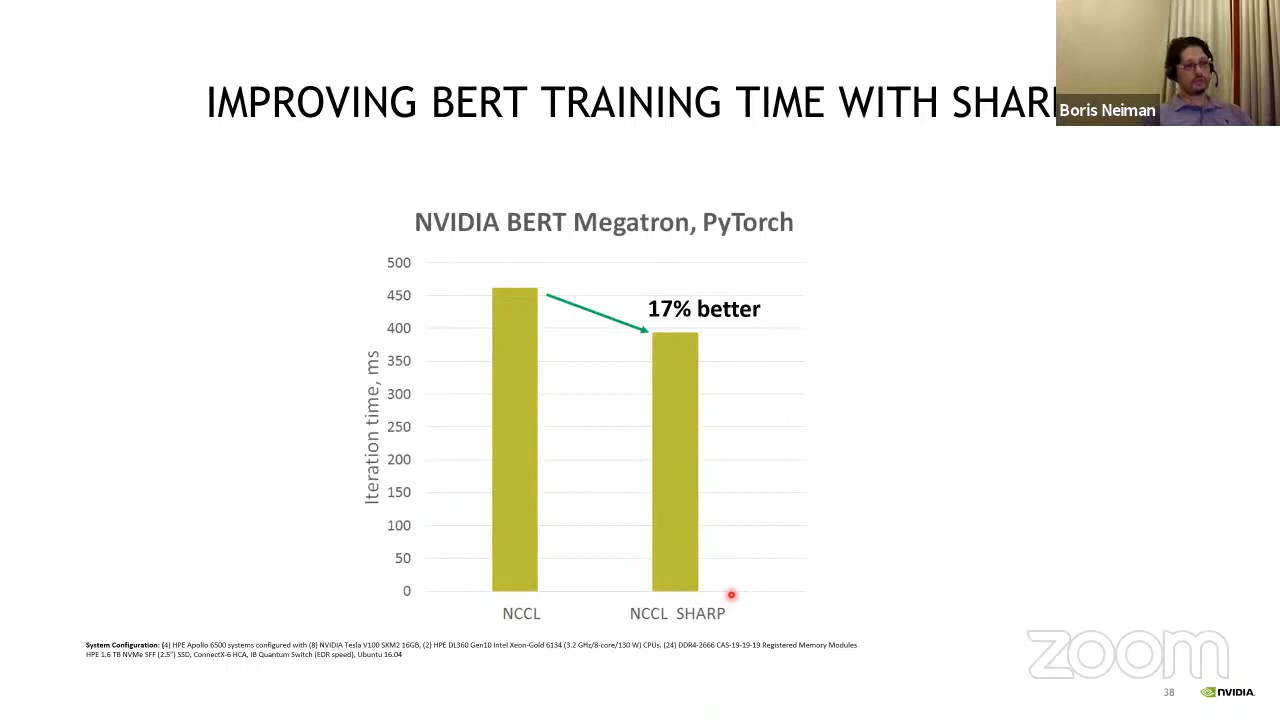 IMPROVING BERT TRAINING TIME WITH SHAR
Boris Neiman
NVIDIA BERT Megatron, PyTorch
500
450
400
350
300
250
200
150
100
50
0
Iteration time, ms
17% better
NCCL
NCCL SHARP
System Configuration: (4) HPE Apollo 6500 systems configured with (8) NVIDIA Tesla V100 SXM2 16GB, (2) HPE DL360 Gen10 Intel Xeon-Gold 6134 (3.2 GHz/8-core/130 W) CPUs, (24) DDR4-2666 CAS-19-19-19 Registered Memory Modules
HPE 1.6 TB NVMe SFF (2.5") SSD, ConnectX-6 HCA, IB Quantum Switch (EDR speed), Ubuntu 16.04
zoom
38
NVIDIA.